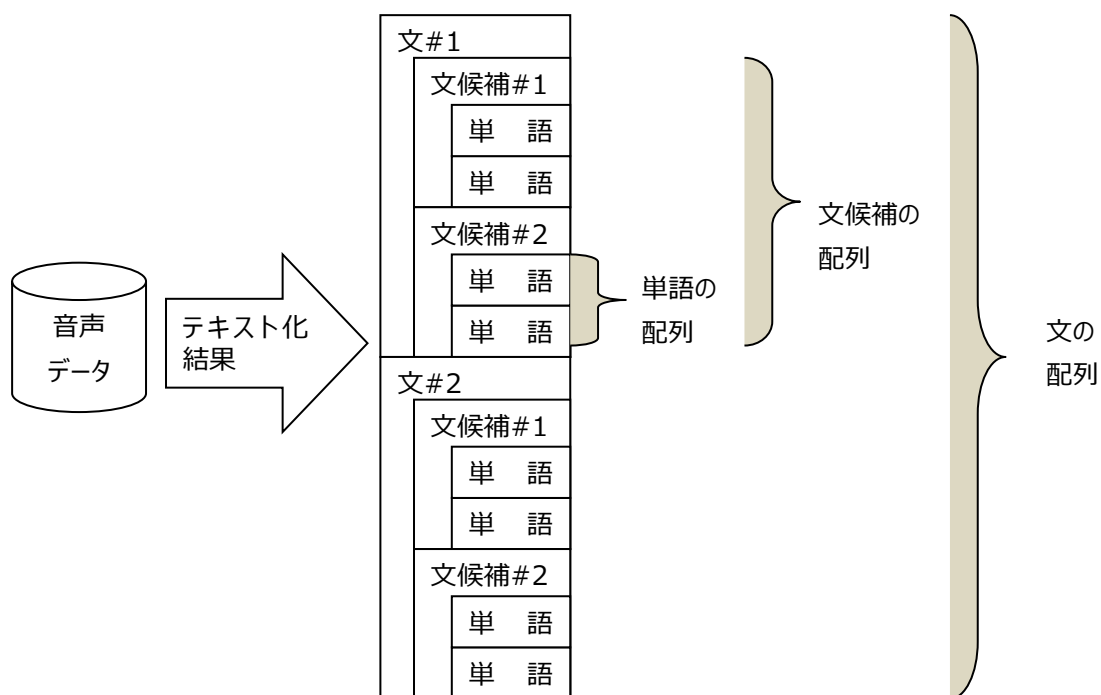 音声
データ
テキスト化
結果
文#1
文候補#1
単 語
単 語
文候補#2
単 語
単 語
文#2
文候補#1
単 語
単 語
文候補#2
単 語
単 語
単語の
配列
文候補の
配列
文の
配列